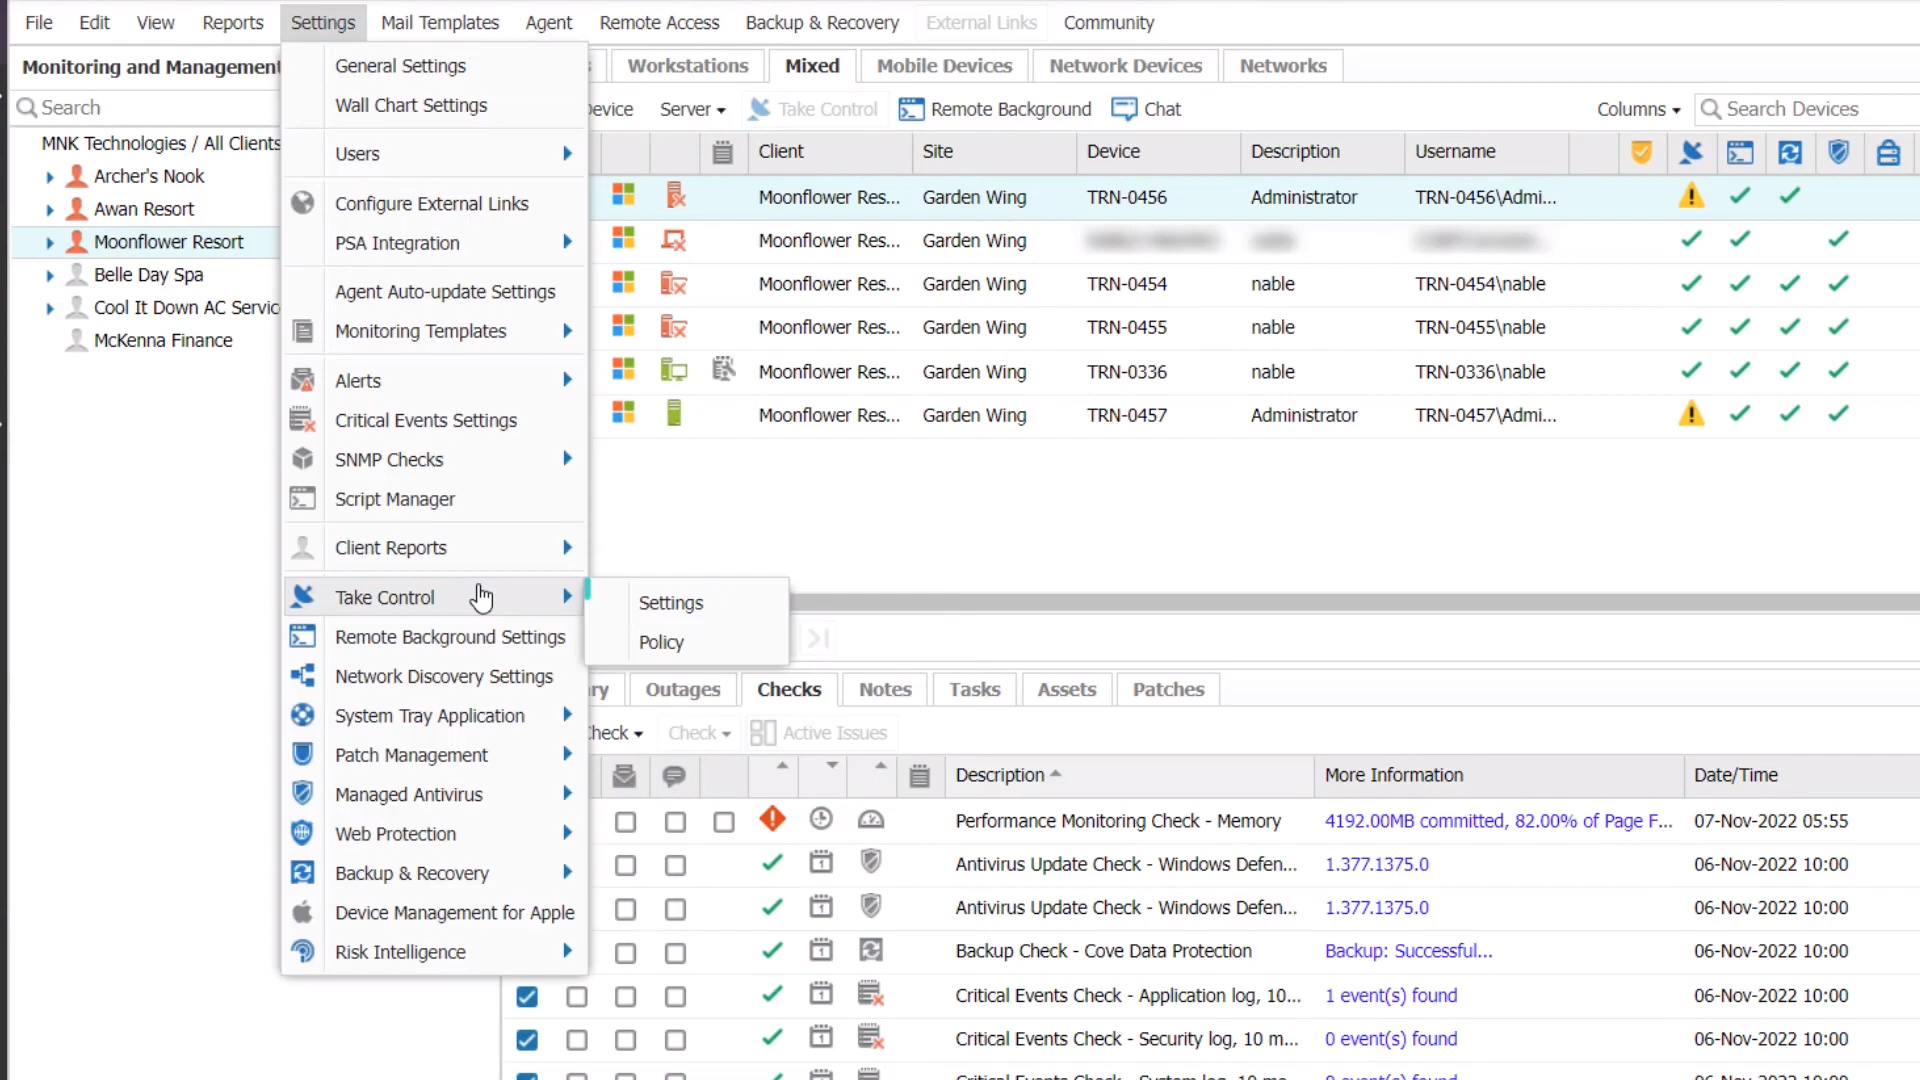 File Edit View Reports Settings Mail Templates Agent Remote Access Backup & Recovery External Links Community
Monitoring and Management
Search
MNK Technologies / All Clients
Archer's Nook
Awan Resort
Moonflower Resort
Belle Day Spa
Cool It Down AC Servic
McKenna Finance
General Settings
Wall Chart Settings
Users
Configure External Links
PSA Integration
Agent Auto-update Settings
Monitoring Templates
Alerts
Critical Events Settings
SNMP Checks
Script Manager
Client Reports
Take Control
Remote Background Settings
Network Discovery Settings
System Tray Application
Patch Management
Managed Antivirus
Web Protection
Backup & Recovery
Device Management for Apple
Risk Intelligence
Settings
Policy
Workstations Mixed Mobile Devices Network Devices Networks
Device Server Take Control Remote Background Chat Columns Search Devices
Client Site Device Description Username
Moonflower Res... Garden Wing TRN-0456 Administrator TRN-0456\Admi...
Moonflower Res... Garden Wing
Moonflower Res... Garden Wing TRN-0454 nable TRN-0454\nable
Moonflower Res... Garden Wing TRN-0455 nable TRN-0455\nable
Moonflower Res... Garden Wing TRN-0336 nable TRN-0336\nable
Moonflower Res... Garden Wing TRN-0457 Administrator TRN-0457\Admi...
ry Outages Checks Notes Tasks Assets Patches
Check Check Active Issues
Description More Information Date/Time
Performance Monitoring Check - Memory 4192.00MB committed, 82.00% of Page F... 07-Nov-2022 05:55
Antivirus Update Check - Windows Defen... 1.377.1375.0 06-Nov-2022 10:00
Antivirus Update Check - Windows Defen... 1.377.1375.0 06-Nov-2022 10:00
Backup Check - Cove Data Protection Backup: Successful... 06-Nov-2022 10:00
Critical Events Check - Application log, 10... 1 event(s) found 06-Nov-2022 10:00
Critical Events Check - Security log, 10 m... 0 event(s) found 06-Nov-2022 10:00